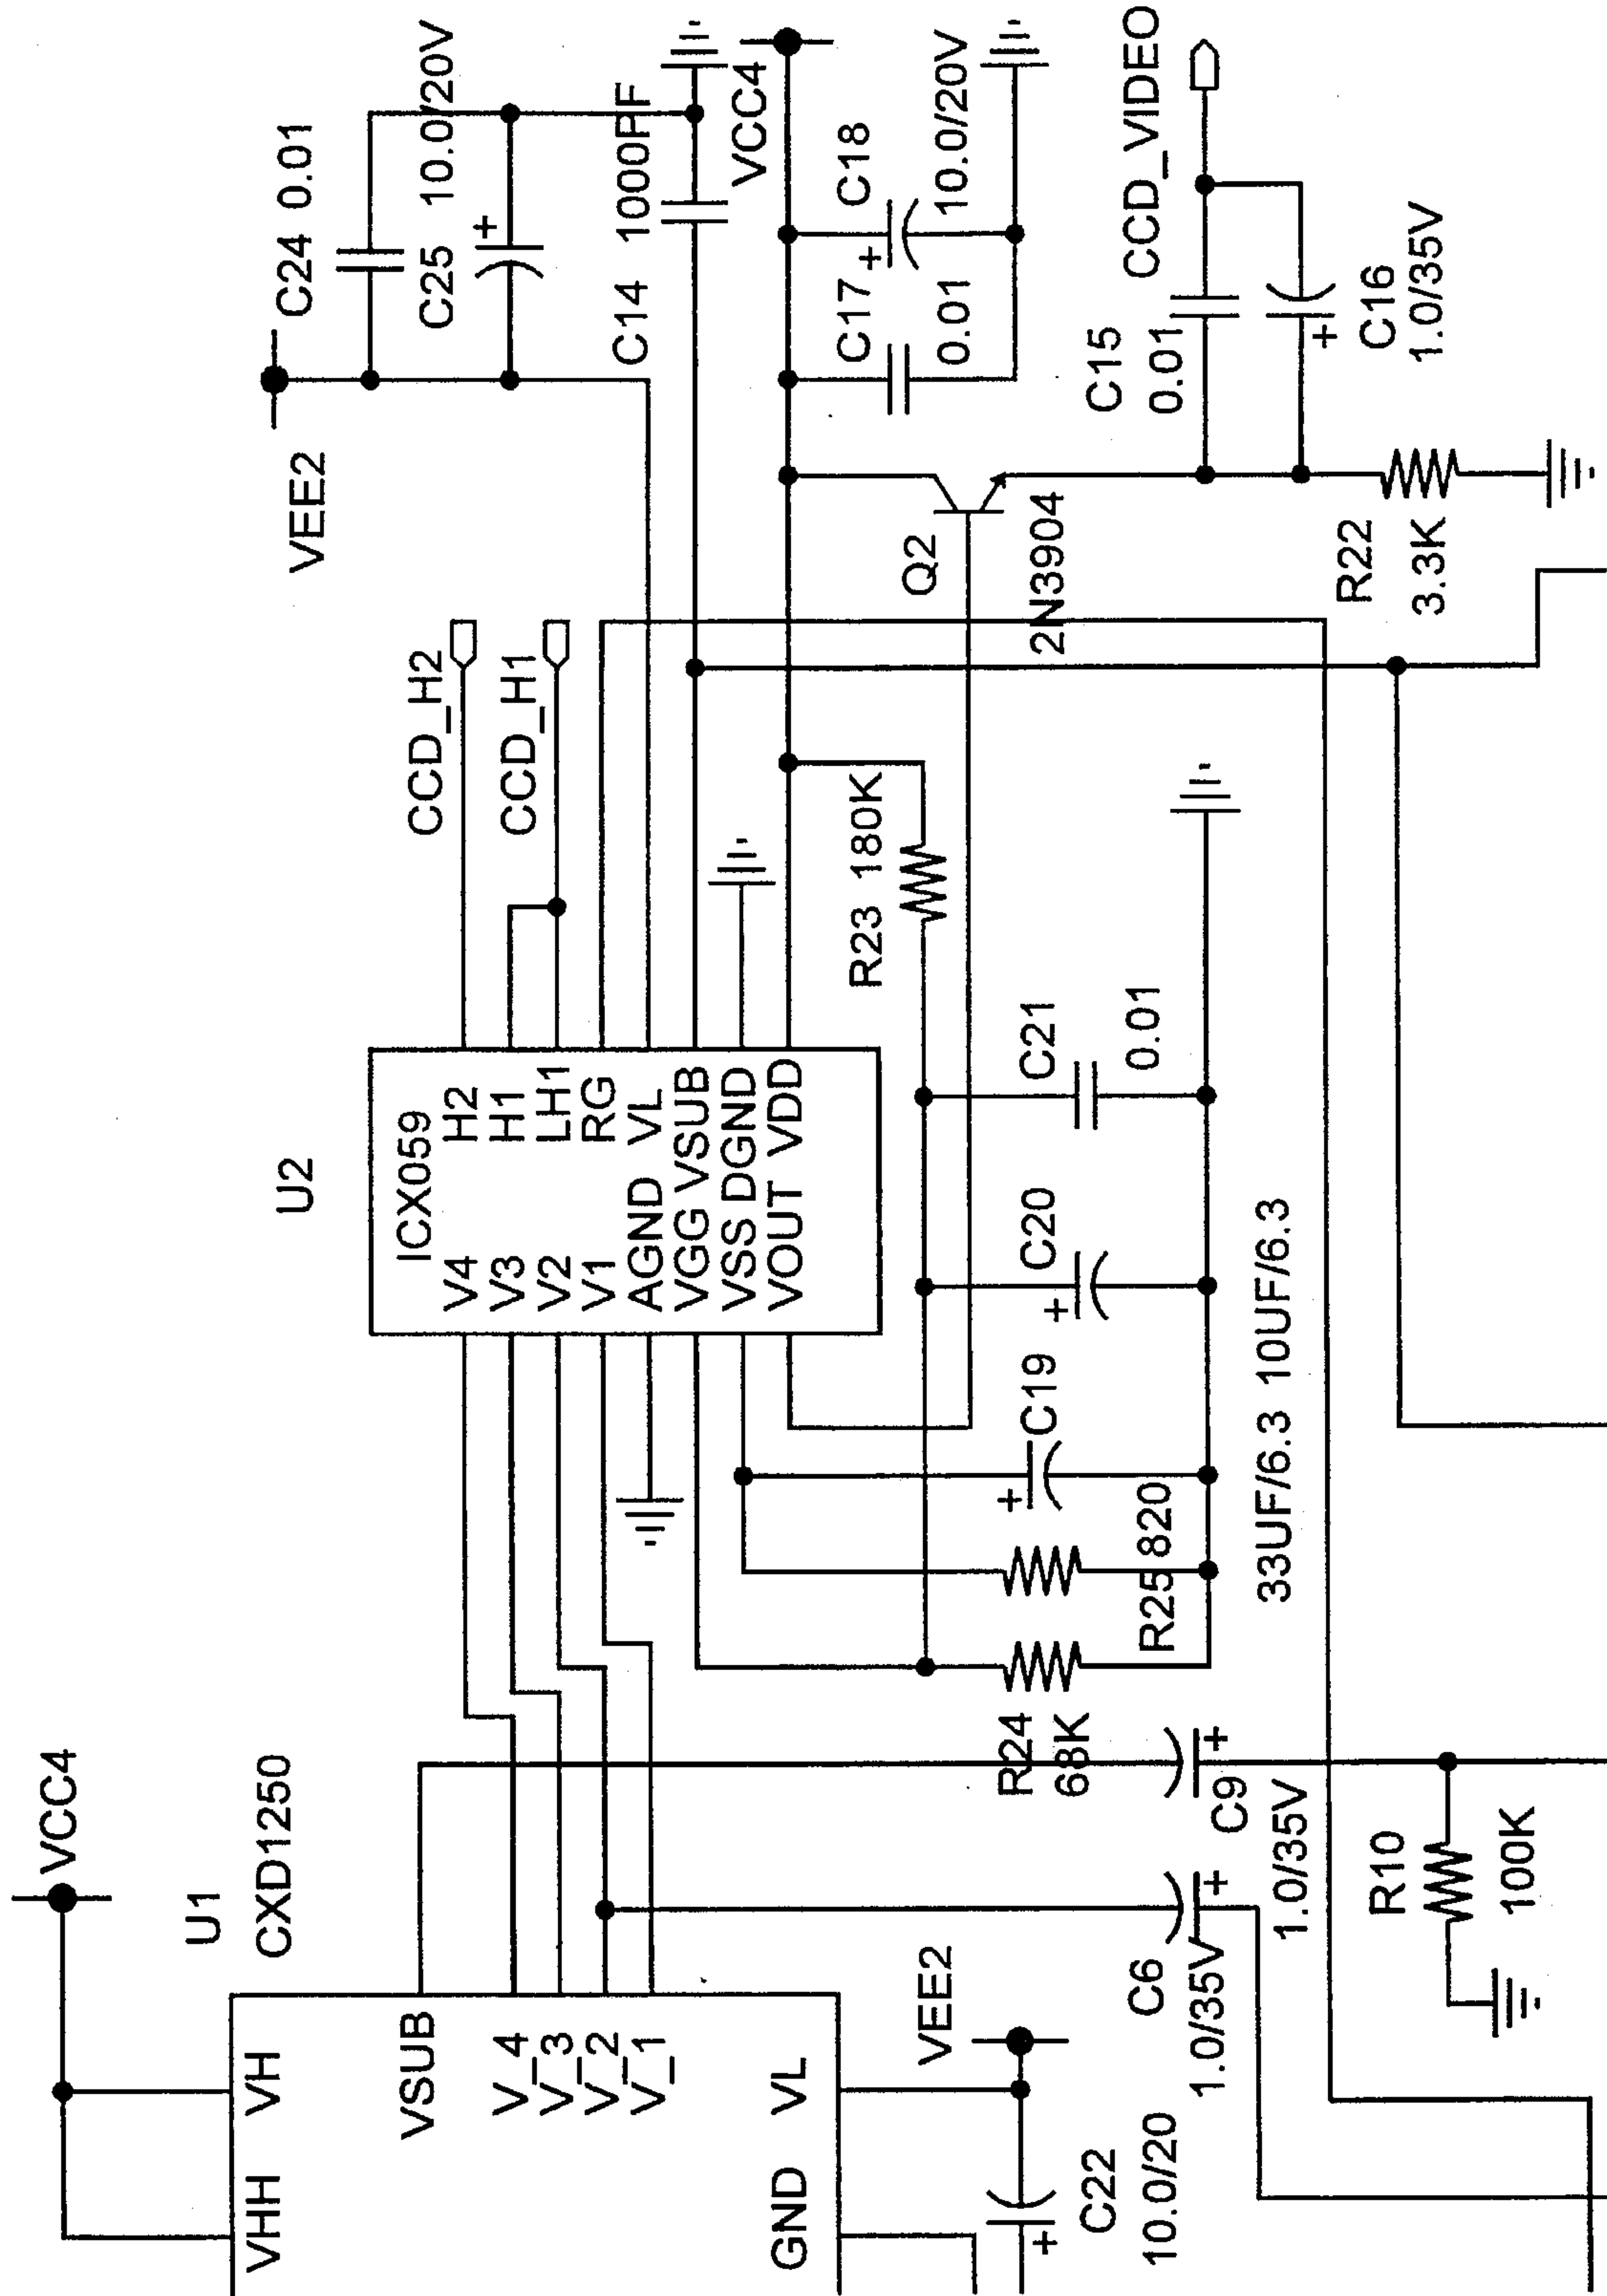 VCC4
U1
CXD1250
VHH
VH
VSUB
V_4
V_3
V_2
V_1
GND
VL
VEE2
C22
10.0/20
C6
1.0/35V
C9
1.0/35V
R10
100K
R24
68K
R25 820
C19
C20
C21
0.01
33UF/6.3 10UF/6.3
U2
ICX059
V4
H2
V3
H1
V2
LH1
V1
RG
AGND VL
VGG VSUB
VSS DGND
VOUT VDD
R23 180K
CCD_H2
CCD_H1
VEE2
C24 0.01
C25 10.0/20V
C14 1000PF
VCC4
C17
0.01
C18
10.0/20V
Q2
2N3904
CCD_VIDEO
C15
0.01
C16
1.0/35V
R22
3.3K